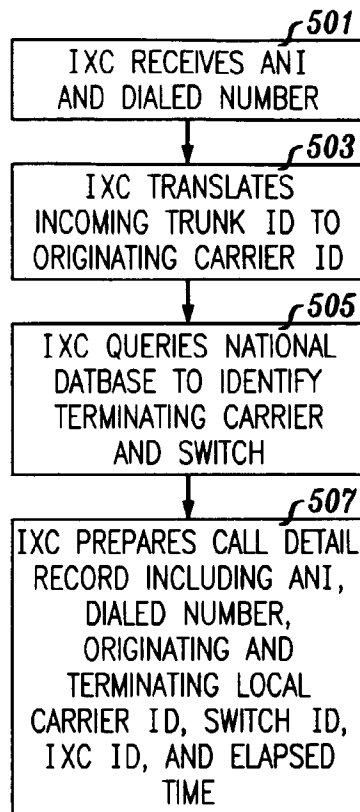 501
IXC RECEIVES ANI
AND DIALED NUMBER
503
IXC TRANSLATES
INCOMING TRUNK ID TO
ORIGINATING CARRIER ID
505
IXC QUERIES NATIONAL
DATBASE TO IDENTIFY
TERMINATING CARRIER
AND SWITCH
507
IXC PREPARES CALL DETAIL
RECORD INCLUDING ANI,
DIALED NUMBER,
ORIGINATING AND
TERMINATING LOCAL
CARRIER ID, SWITCH ID,
IXC ID, AND ELAPSED
TIME